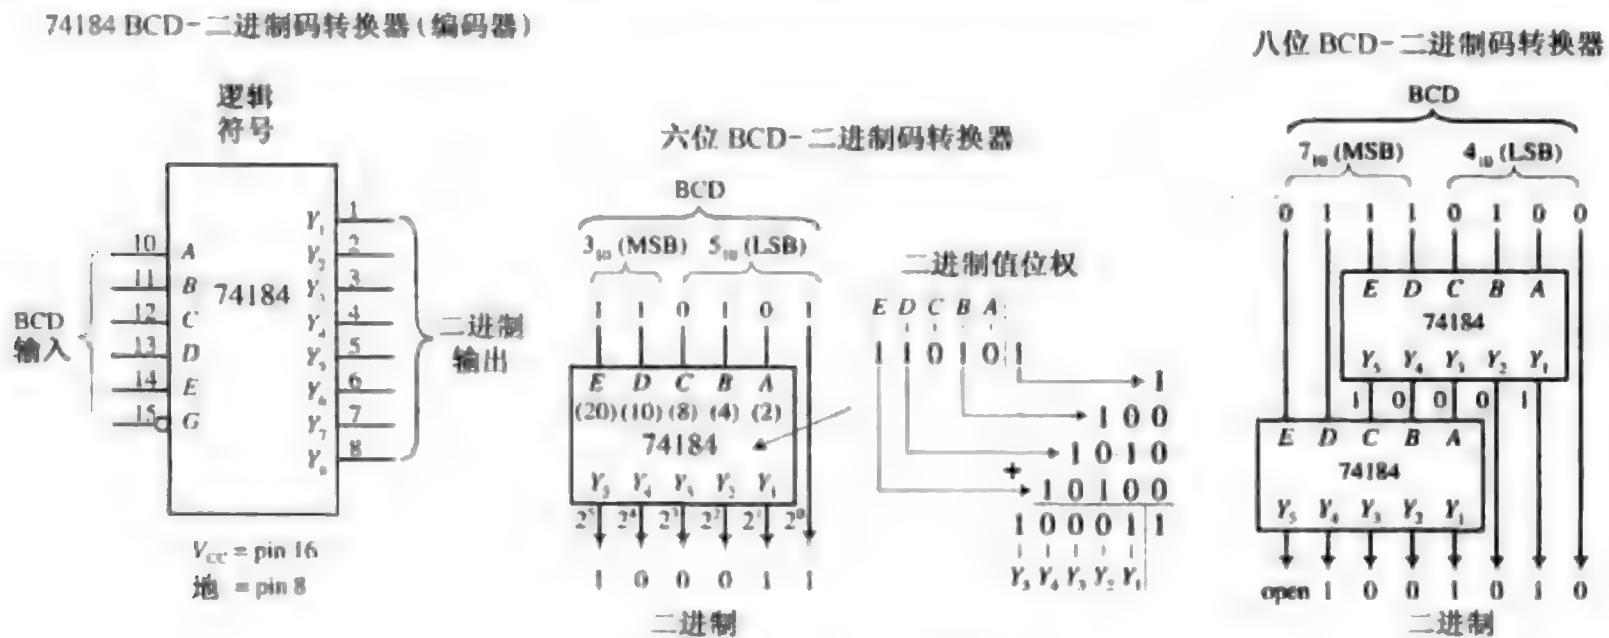 74184 BCD-二进制码转换器(编码器)
逻辑
符号
BCD
输入
10 A
11 B
12 C
13 D
14 E
15 G
74184
Y1 1
Y2 2
Y3 3
Y4 4
Y5 5
Y6 6
Y7 7
Y8 8
二进制
输出
VCC = pin 16
地 = pin 8
六位 BCD-二进制码转换器
BCD
3₁₀ (MSB) 5₁₀ (LSB)
1 1 0 1 0 1
E D C B A
(20) (10) (8) (4) (2)
74184
Y5 Y4 Y3 Y2 Y1
2⁵ 2⁴ 2³ 2² 2¹ 2⁰
1 0 0 0 1 1
二进制
二进制值位权
E D C B A
1 1 0 1 0 1
1
1 0 0
1 0 1 0
+ 1 0 1 0 0
1 0 0 0 1 1
Y5 Y4 Y3 Y2 Y1
八位 BCD-二进制码转换器
BCD
7₁₀ (MSB) 4₁₀ (LSB)
0 1 1 1 0 1 0 0
E D C B A
74184
Y5 Y4 Y3 Y2 Y1
1 0 0 0 1
E D C B A
74184
Y5 Y4 Y3 Y2 Y1
open 1 0 0 1 0 1 0
二进制